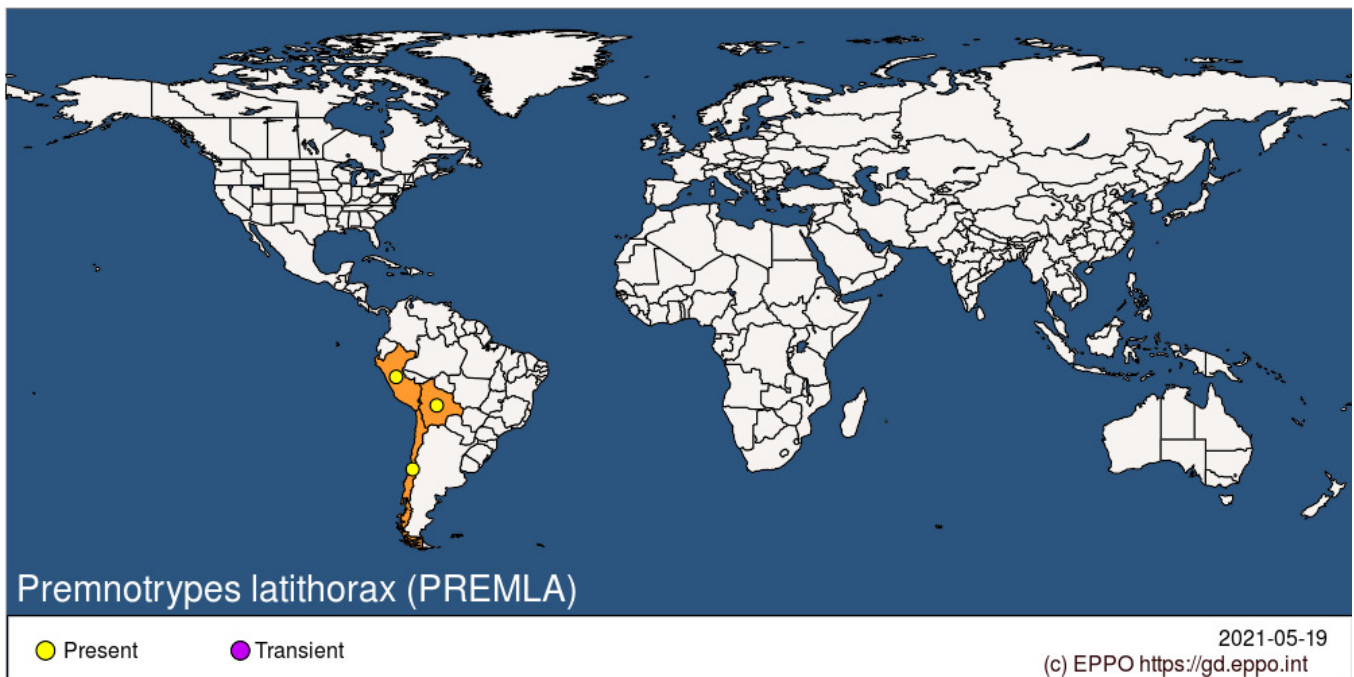 Premnotrypes latithorax (PREMLA)
Present
Transient
2021-05-19
(c) EPPO https://gd.eppo.int